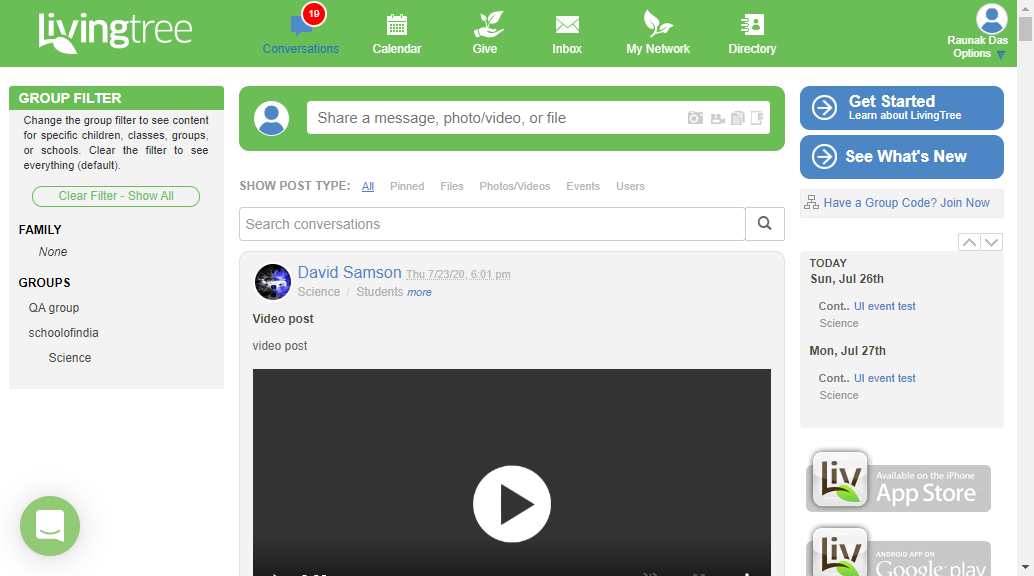 livingtree
19
Conversations
Calendar
Give
Inbox
My Network
Directory
Raunak Das
Options
GROUP FILTER
Change the group filter to see content
for specific children, classes, groups,
or schools. Clear the filter to see
everything (default).
Clear Filter - Show All
FAMILY
None
GROUPS
QA group
schoolofindia
Science
Share a message, photo/video, or file
SHOW POST TYPE: All Pinned Files Photos/Videos Events Users
Search conversations
David Samson Thu 7/23/20, 6:01 pm
Science / Students more
Video post
video post
Get Started
Learn about LivingTree
See What's New
Have a Group Code? Join Now
TODAY
Sun, Jul 26th
Cont.. UI event test
Science
Mon, Jul 27th
Cont.. UI event test
Science
Liv
Available on the iPhone
App Store
Liv
ANDROID APP ON
Google play